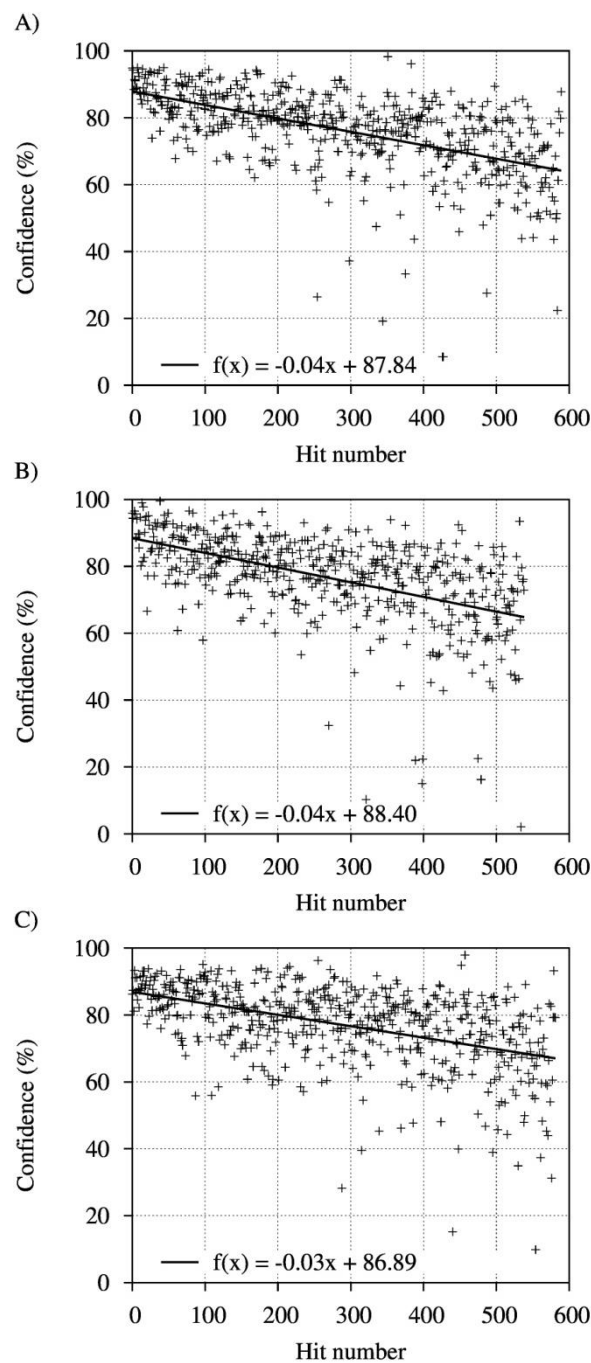 A)
100
80
60
40
20
0
Confidence (%)
f(x) = -0.04x + 87.84
0 100 200 300 400 500 600
Hit number
B)
100
80
60
40
20
0
Confidence (%)
f(x) = -0.04x + 88.40
0 100 200 300 400 500 600
Hit number
C)
100
80
60
40
20
0
Confidence (%)
f(x) = -0.03x + 86.89
0 100 200 300 400 500 600
Hit number